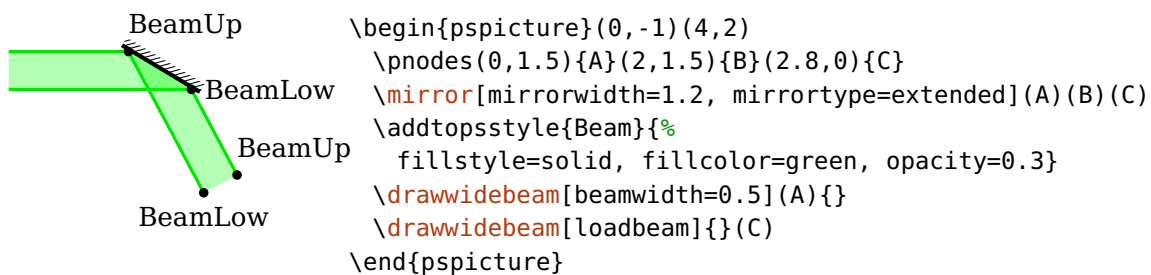 BeamUp
BeamLow
BeamUp
BeamLow
\begin{pspicture}(0,-1)(4,2)
\pnodes(0,1.5){A}(2,1.5){B}(2.8,0){C}
\mirror[mirrorwidth=1.2, mirrortype=extended](A)(B)(C)
\addtopsstyle{Beam}{%
fillstyle=solid, fillcolor=green, opacity=0.3}
\drawwidebeam[beamwidth=0.5](A){}
\drawwidebeam[loadbeam]{}(C)
\end{pspicture}